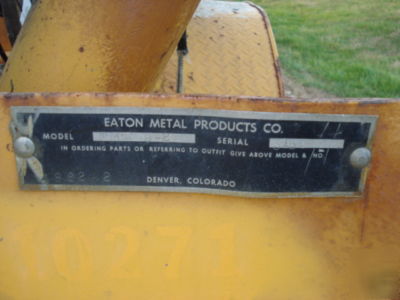 EATON METAL PRODUCTS CO.
MODEL SERIAL
IN ORDERING PARTS OR REFERRING TO OUTFIT GIVE ABOVE MODEL & NO
DENVER, COLORADO
10271